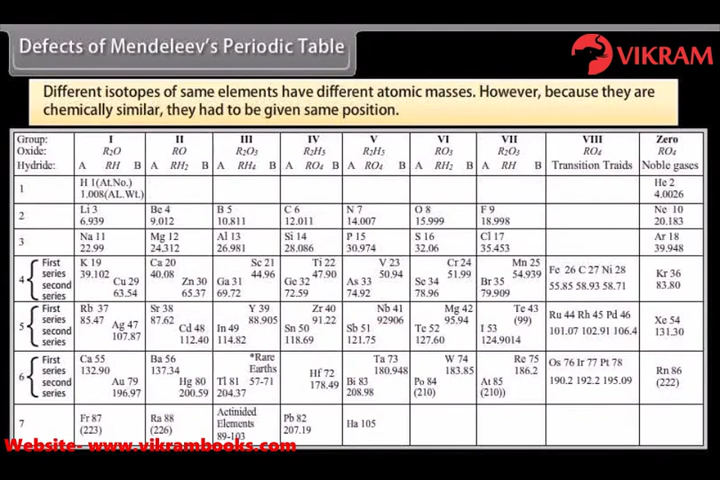 Defects of Mendeleev's Periodic Table
VIKRAM
Different isotopes of same elements have different atomic masses. However, because they are
chemically similar, they had to be given same position.
Group: I II III IV V VI VII VIII Zero
Oxide: R₂O RO R₂O₃ R₂H₅ R₂H₅ RO₃ R₂O₃ RO₄ RO₄
Hydride: A RH B A RH₂ B A RH₄ B A RO₄ B A RO₄ B A RH₂ B A RH B Transition Traids Noble gases
1 H 1(At.No.) He 2
1.008(AL.Wt.) 4.0026
2 Li 3 Be 4 B 5 C 6 N 7 O 8 F 9 Ne 10
6.939 9.012 10.811 12.011 14.007 15.999 18.998 20.183
3 Na 11 Mg 12 Al 13 Si 14 P 15 S 16 Cl 17 Ar 18
22.99 24.312 26.981 28.086 30.974 32.06 35.453 39.948
4 First series second series
K 19 Ca 20 Sc 21 Ti 22 V 23 Cr 24 Mn 25
39.102 40.08 44.96 47.90 50.94 51.99 54.939
Fe 26 C 27 Ni 28 Kr 36
Cu 29 Zn 30 Ga 31 Ge 32 As 33 Se 34 Br 35
63.54 65.37 69.72 72.59 74.92 78.96 79.909
55.85 58.93 58.71 83.80
5 First series second series
Rb 37 Sr 38 Y 39 Zr 40 Nb 41 Mg 42 Te 43
85.47 87.62 88.905 91.22 92906 95.94 (99)
Ru 44 Rh 45 Pd 46 Xe 54
Ag 47 Cd 48 In 49 Sn 50 Sb 51 Te 52 I 53
107.87 112.40 114.82 118.69 121.75 127.60 124.9014
101.07 102.91 106.4 131.30
6 First series second series
Ca 55 Ba 56 *Rare Earths Hf 72 Ta 73 W 74 Re 75
132.90 137.34 57-71 178.49 180.948 183.85 186.2
Os 76 Ir 77 Pt 78 Rn 86
Au 79 Hg 80 Tl 81 Bi 83 Po 84 At 85
196.97 200.59 204.37 208.98 (210) (210))
190.2 192.2 195.09 (222)
7 Fr 87 Ra 88 Actinided Elements Pb 82 Ha 105
(223) (226) 89-103 207.19
Website- www.vikrambooks.com